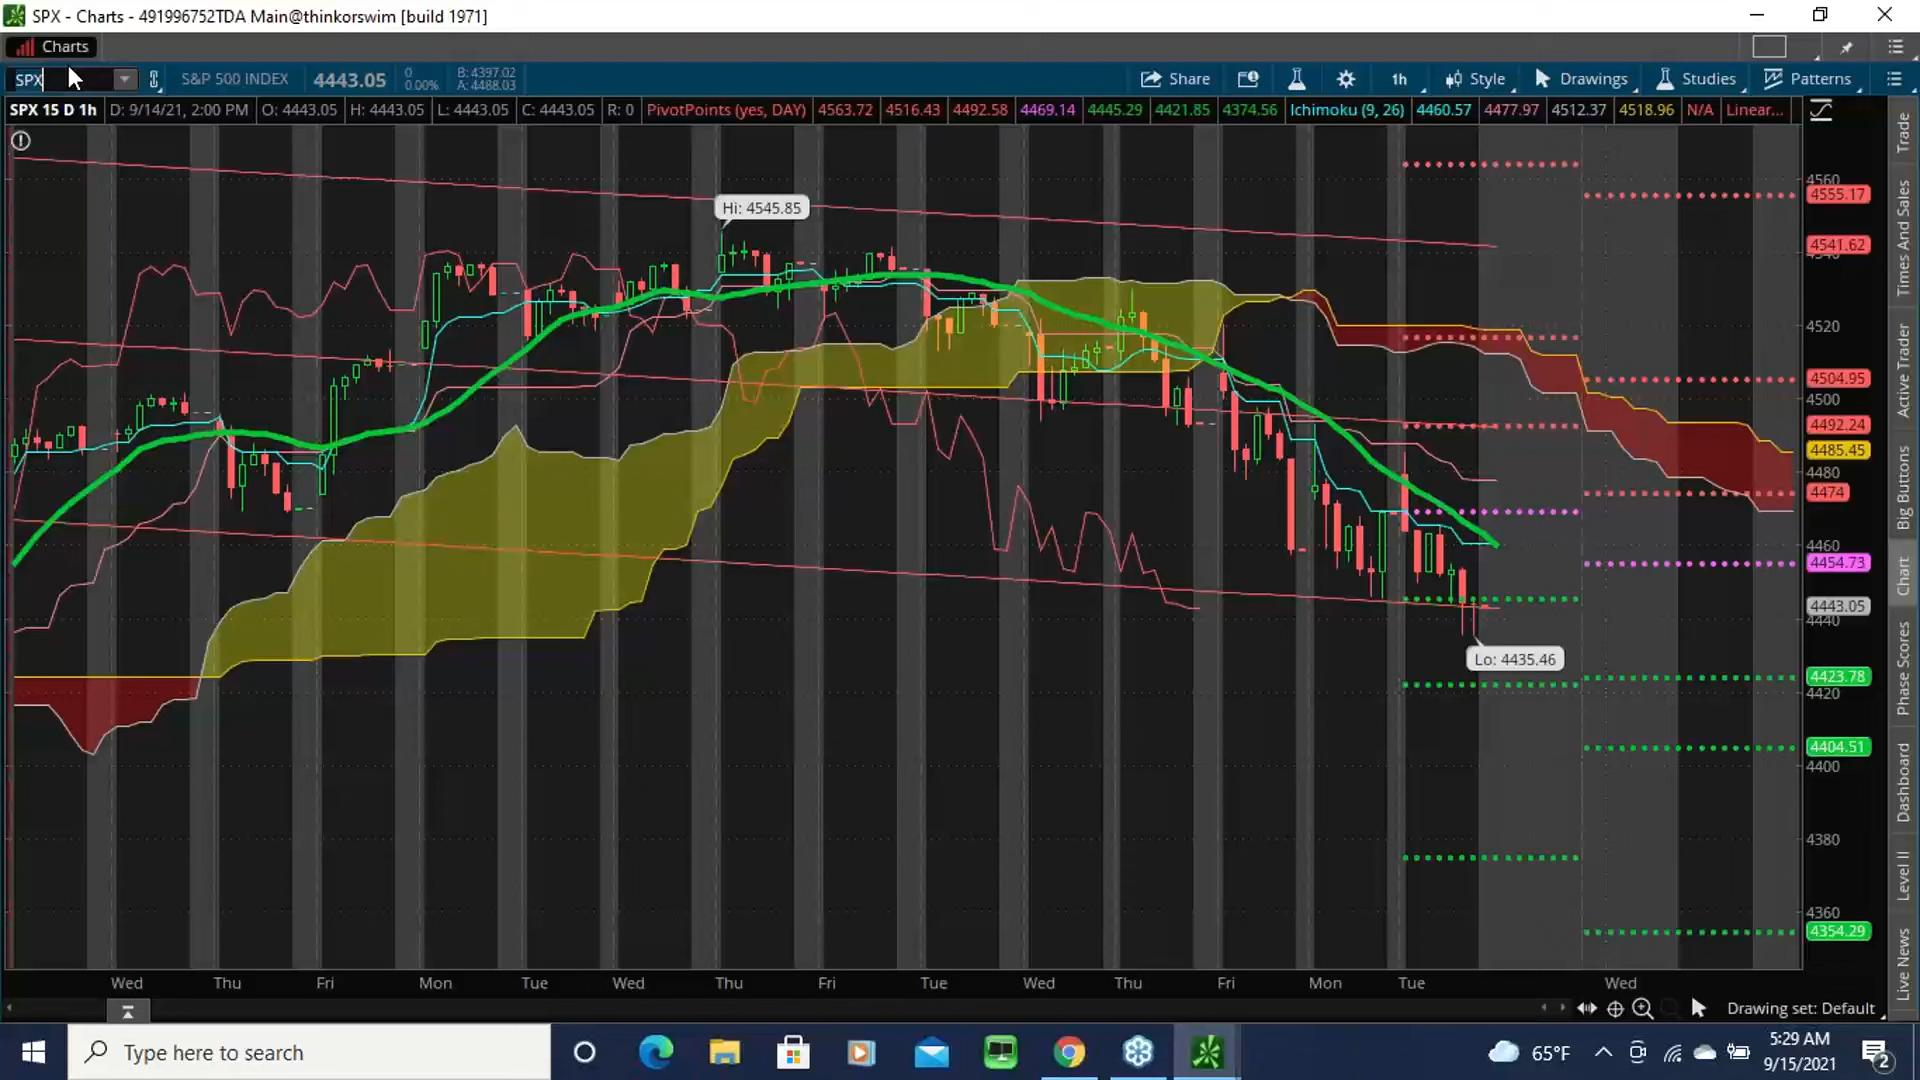 SPX - Charts - 491996752TDA Main@thinkorswim [build 1971]
Charts
SPX S&P 500 INDEX 4443.05 0 0.00% B: 4397.02 A: 4488.03 Share 1h Style Drawings Studies Patterns
SPX 15 D 1h D: 9/14/21, 2:00 PM O: 4443.05 H: 4443.05 L: 4443.05 C: 4443.05 R: 0 PivotPoints (yes, DAY) 4563.72 4516.43 4492.58 4469.14 4445.29 4421.85 4374.56 Ichimoku (9, 26) 4460.57 4477.97 4512.37 4518.96 N/A Linear...
Hi: 4545.85
Lo: 4435.46
4560
4555.17
4541.62
4520
4504.95
4500
4492.24
4485.45
4480
4474
4460
4454.73
4443.05
4440
4423.78
4420
4404.51
4400
4380
4360
4354.29
Trade
Times And Sales
Active Trader
Big Buttons
Chart
Phase Scores
Dashboard
Level II
Live News
Wed Thu Fri Mon Tue Wed Thu Fri Tue Wed Thu Fri Mon Tue Wed
Drawing set: Default
Type here to search
65°F
5:29 AM
9/15/2021
2